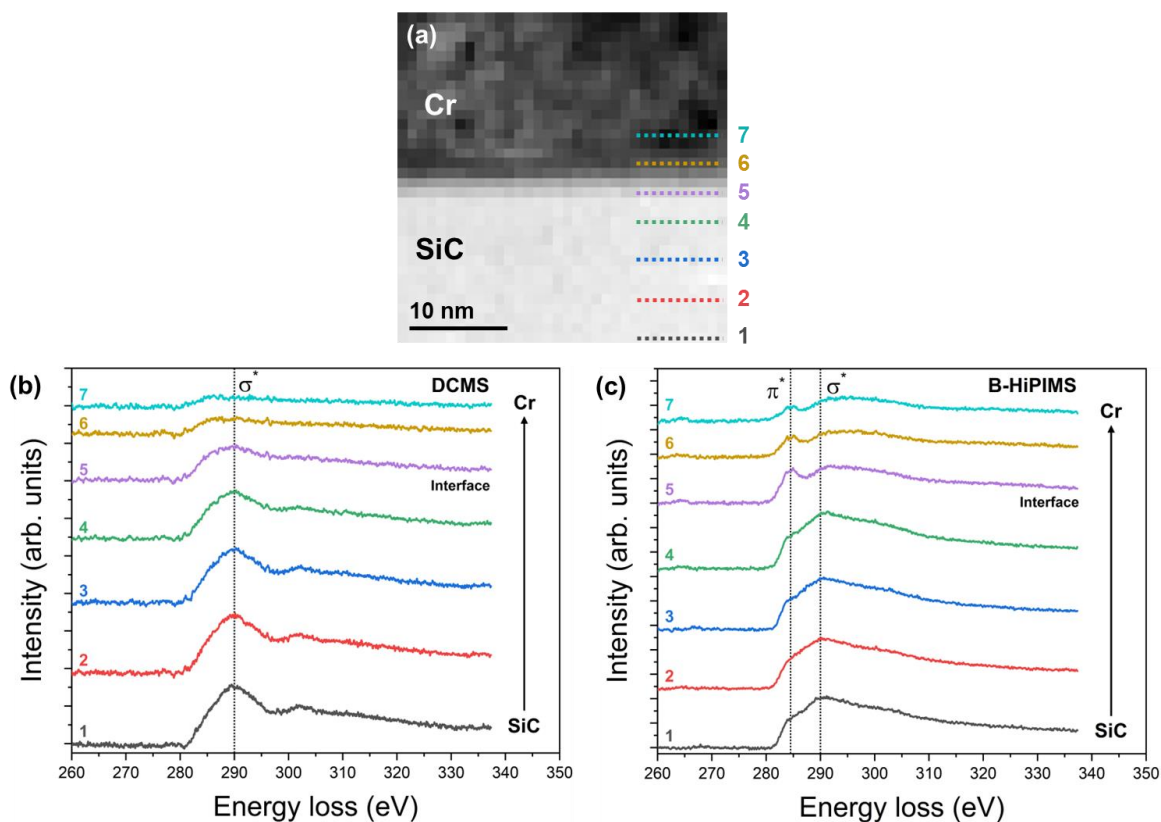 (a)
Cr
7
6
5
4
SiC
3
2
10 nm
1
(b)
σ*
DCMS
7
Cr
6
5
Interface
4
3
2
1
SiC
Intensity (arb. units)
260 270 280 290 300 310 320 330 340 350
Energy loss (eV)
(c)
π*
σ*
B-HiPIMS
7
Cr
6
5
Interface
4
3
2
1
SiC
Intensity (arb. units)
260 270 280 290 300 310 320 330 340 350
Energy loss (eV)